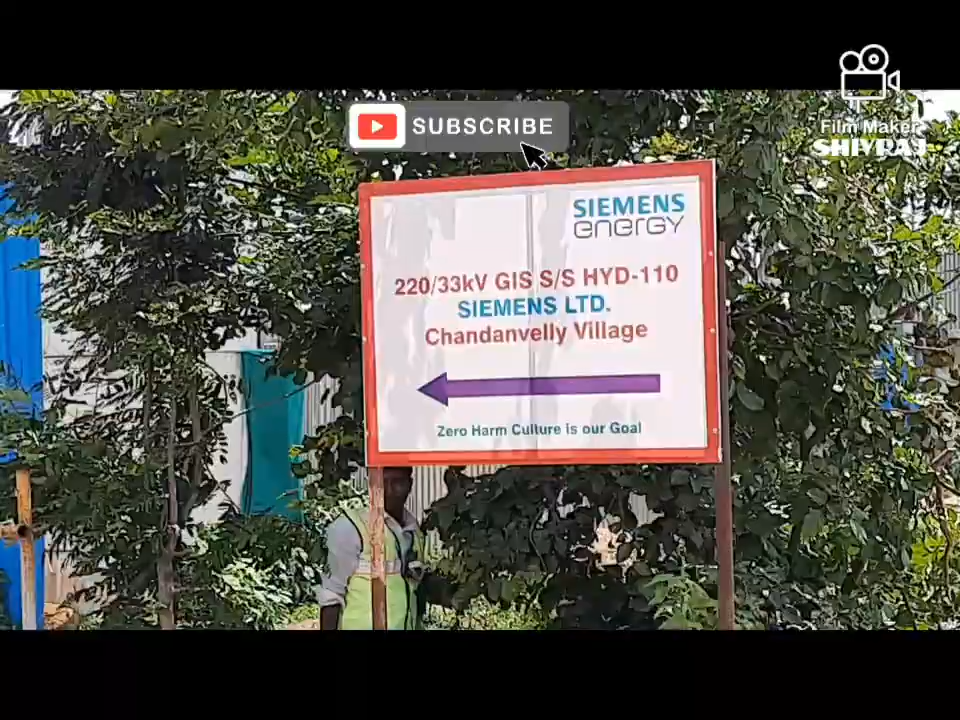 SUBSCRIBE
Film Maker
SHIVRAJ
SIEMENS
energy
220/33kV GIS S/S HYD-110
SIEMENS LTD.
Chandanvelly Village
Zero Harm Culture is our Goal